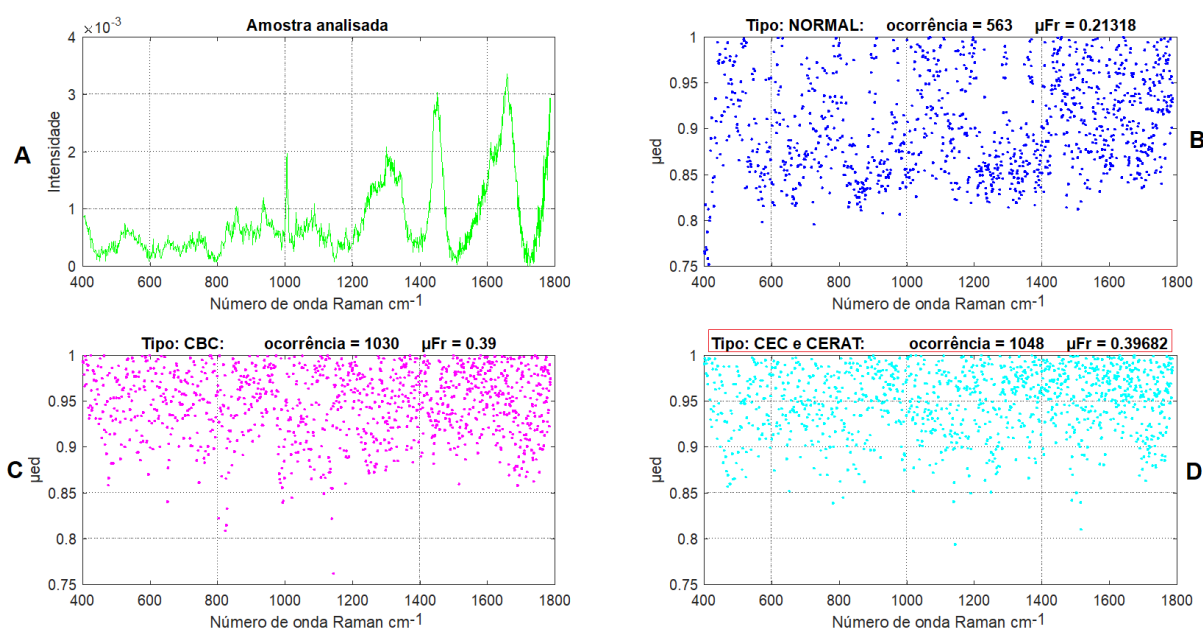 Amostra analisada
×10⁻³
4
3
2
1
0
Intensidade
A
400 600 800 1000 1200 1400 1600 1800
Número de onda Raman cm⁻¹
Tipo: NORMAL: ocorrência = 563 µFr = 0.21318
1
0.95
0.9
0.85
0.8
0.75
µed
B
400 600 800 1000 1200 1400 1600 1800
Número de onda Raman cm⁻¹
Tipo: CBC: ocorrência = 1030 µFr = 0.39
1
0.95
0.9
0.85
0.8
0.75
µed
C
400 600 800 1000 1200 1400 1600 1800
Número de onda Raman cm⁻¹
Tipo: CEC e CERAT: ocorrência = 1048 µFr = 0.39682
1
0.95
0.9
0.85
0.8
0.75
µed
D
400 600 800 1000 1200 1400 1600 1800
Número de onda Raman cm⁻¹